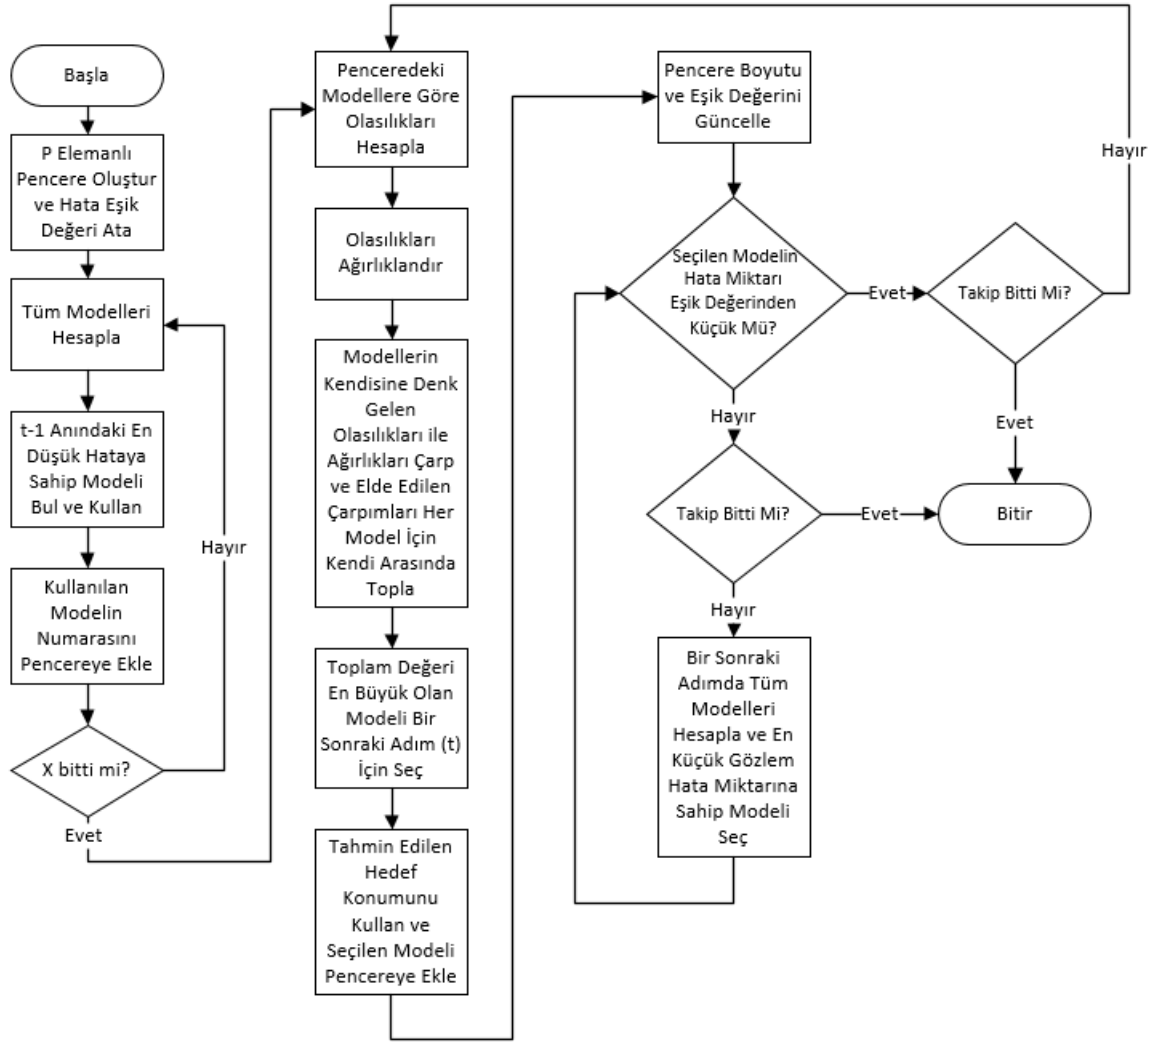 Başla
P Elemanlı
Pencere Oluştur
ve Hata Eşik
Değeri Ata
Tüm Modelleri
Hesapla
t-1 Anındaki En
Düşük Hataya
Sahip Modeli
Bul ve Kullan
Kullanılan
Modelin
Numarasını
Pencereye Ekle
X bitti mi?
Hayır
Evet
Penceredeki
Modellere Göre
Olasılıkları
Hesapla
Olasılıkları
Ağırlıklandır
Modellerin
Kendisine Denk
Gelen
Olasılıkları ile
Ağırlıkları Çarp
ve Elde Edilen
Çarpımları Her
Model İçin
Kendi Arasında
Topla
Toplam Değeri
En Büyük Olan
Modeli Bir
Sonraki Adım (t)
İçin Seç
Tahmin Edilen
Hedef
Konumunu
Kullan ve
Seçilen Modeli
Pencereye Ekle
Pencere Boyutu
ve Eşik Değerini
Güncelle
Seçilen Modelin
Hata Miktarı
Eşik Değerinden
Küçük Mü?
Evet
Takip Bitti Mi?
Hayır
Evet
Hayır
Takip Bitti Mi?
Evet
Bitir
Hayır
Bir Sonraki
Adımda Tüm
Modelleri
Hesapla ve En
Küçük Gözlem
Hata Miktarına
Sahip Modeli
Seç